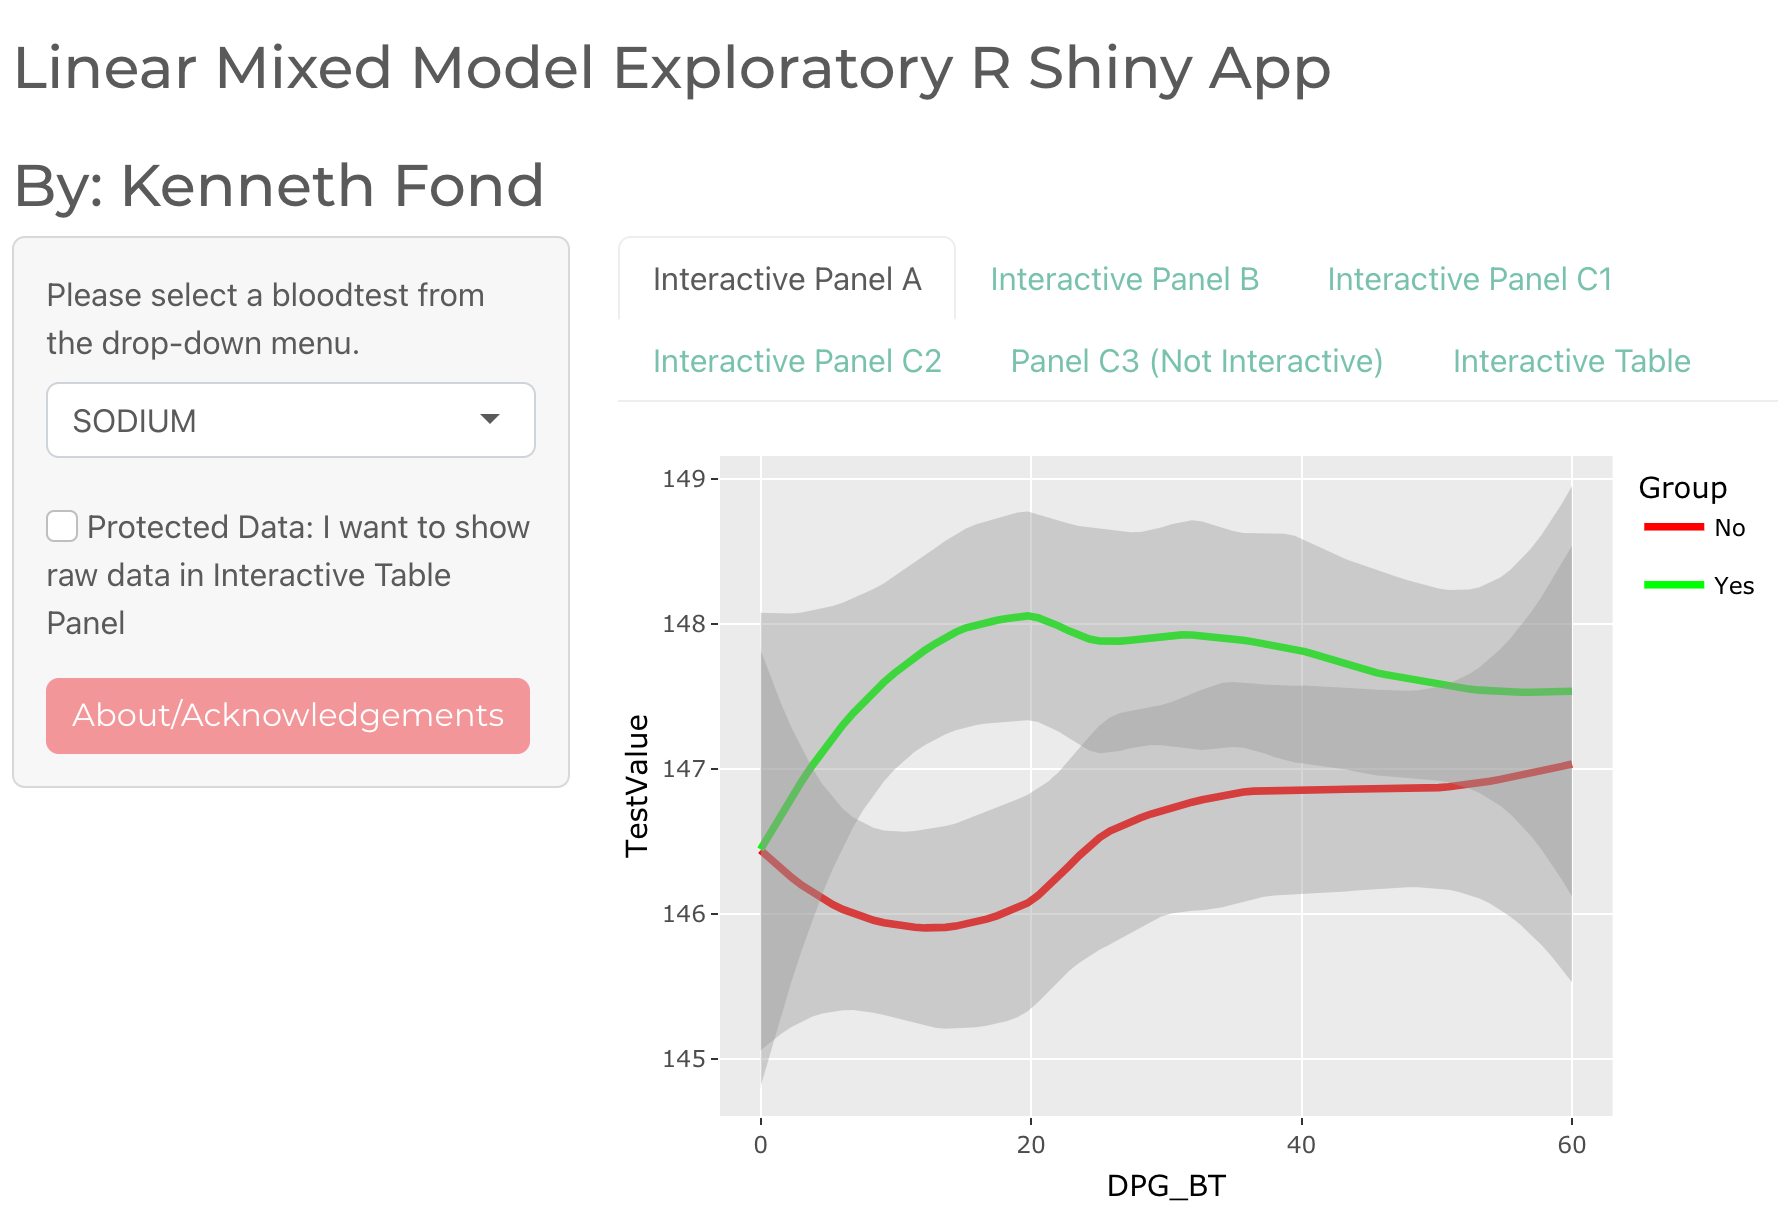 Linear Mixed Model Exploratory R Shiny App
By: Kenneth Fond
Please select a bloodtest from
the drop-down menu.
SODIUM
Protected Data: I want to show
raw data in Interactive Table
Panel
About/Acknowledgements
Interactive Panel A
Interactive Panel B
Interactive Panel C1
Interactive Panel C2
Panel C3 (Not Interactive)
Interactive Table
149
148
147
146
145
TestValue
0
20
40
60
DPG_BT
Group
No
Yes